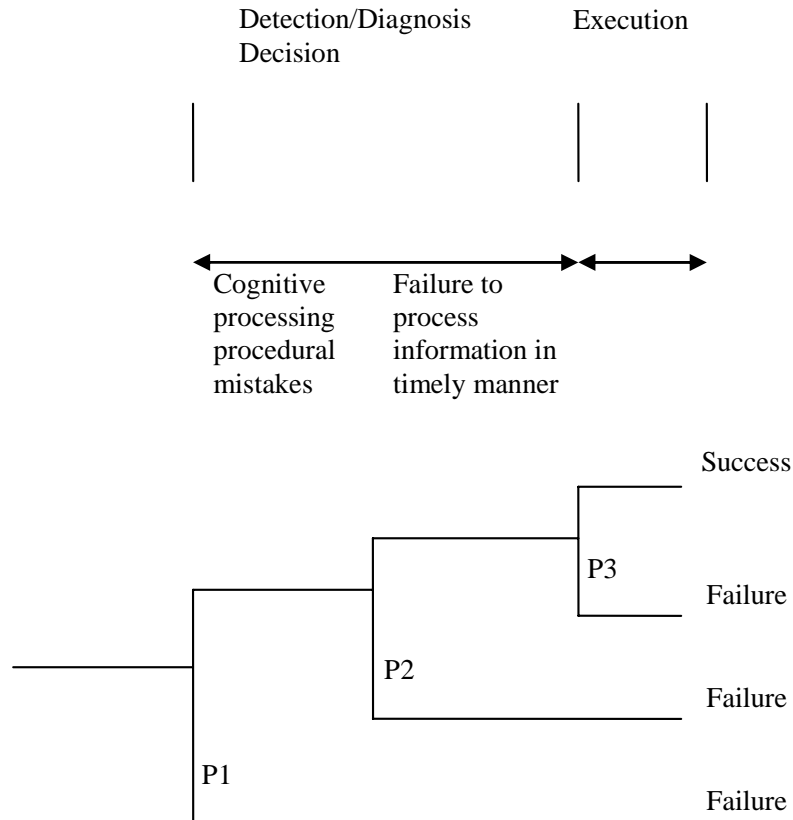 Detection/Diagnosis
Decision
Execution
Cognitive
processing
procedural
mistakes
Failure to
process
information in
timely manner
Success
P3
Failure
P2
Failure
P1
Failure